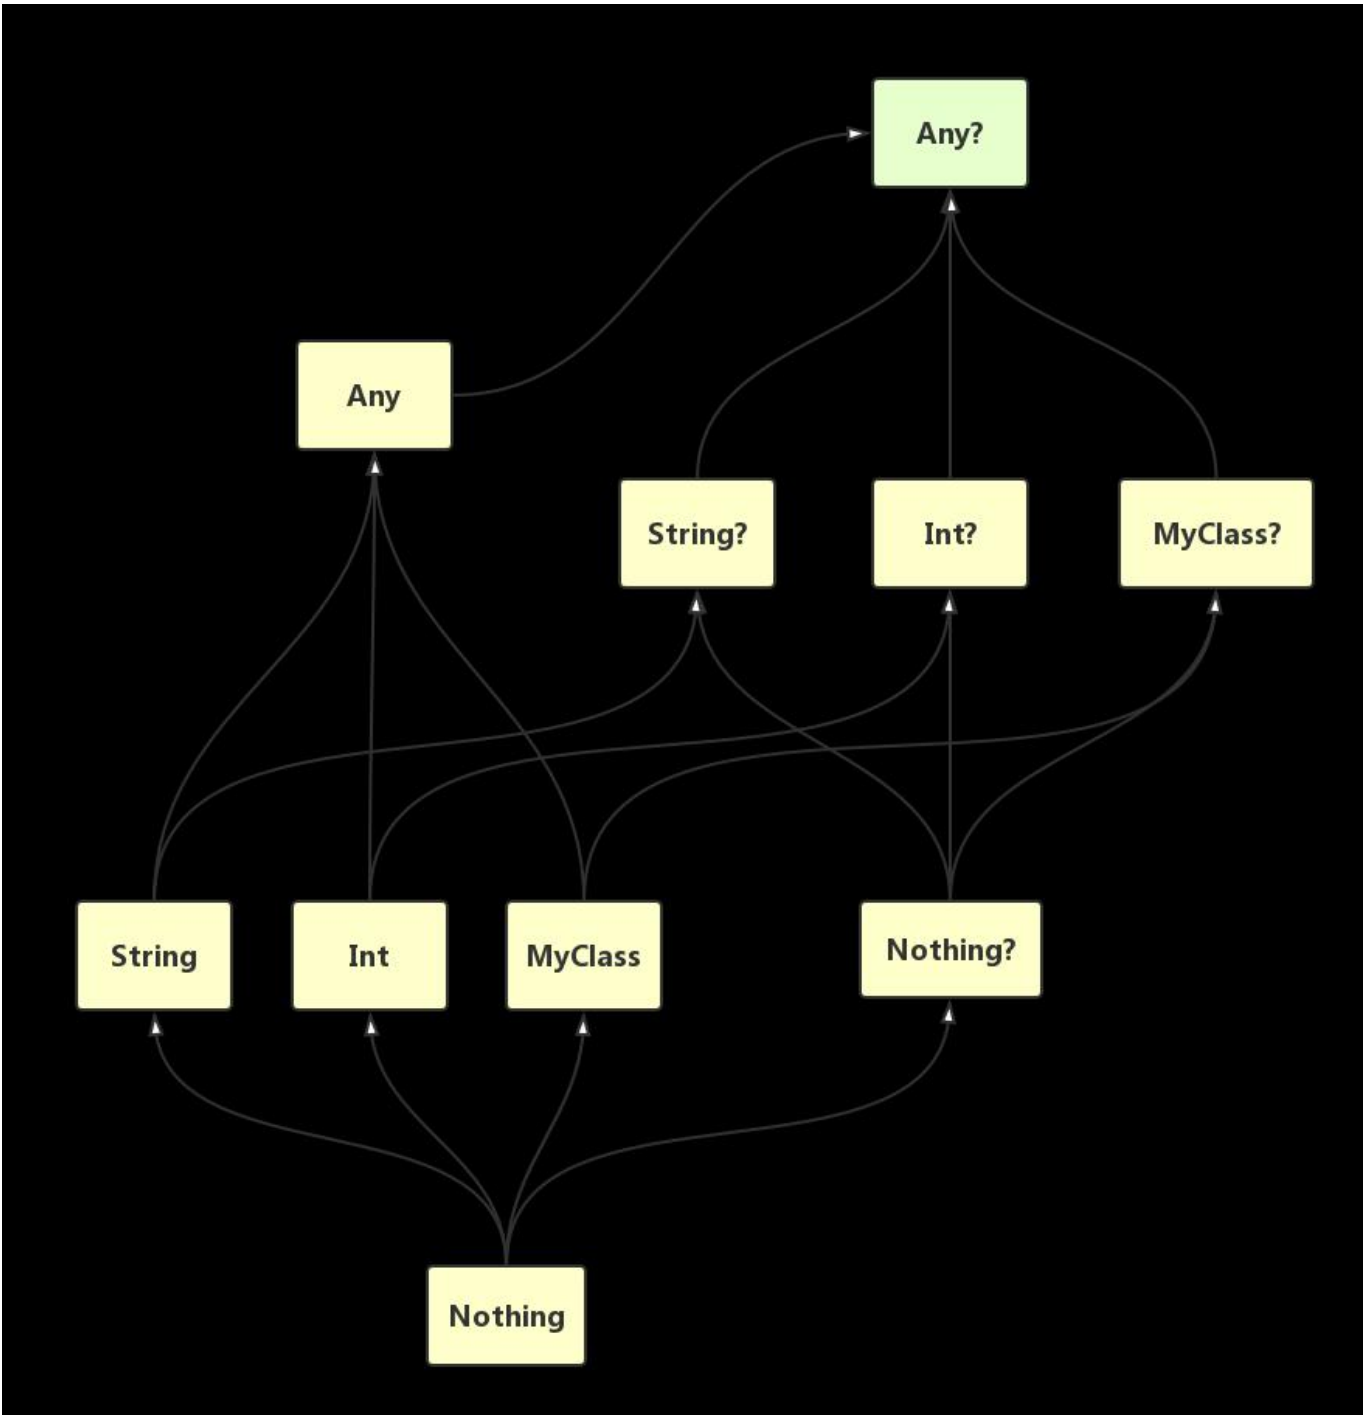 Any?
Any
String?
Int?
MyClass?
String
Int
MyClass
Nothing?
Nothing